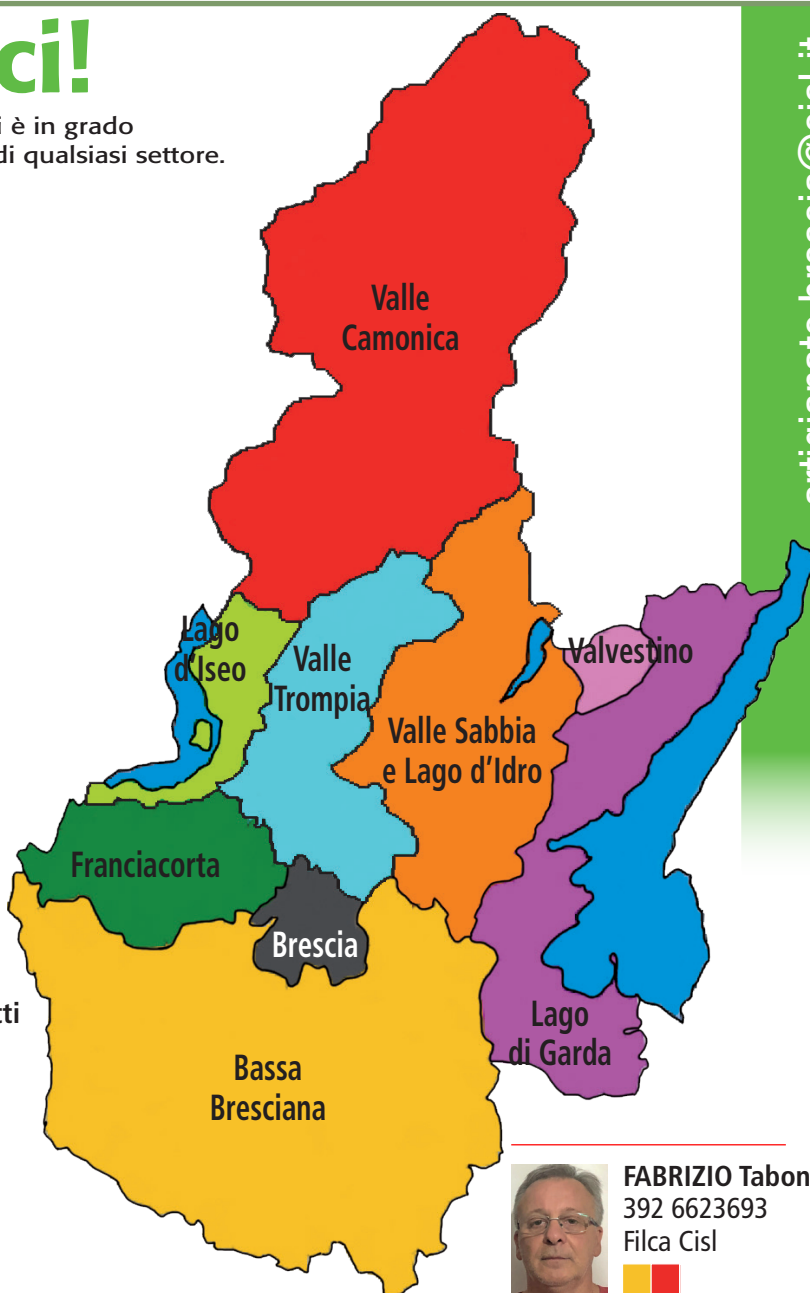 ci!
i è in grado
di qualsiasi settore.
Valle
Camonica
Lago
d'Iseo
Valle
Trompia
Valvestino
Valle Sabbia
e Lago d'Idro
Franciacorta
Brescia
tti
Lago
di Garda
Bassa
Bresciana
FABRIZIO Tabon
392 6623693
Filca Cisl